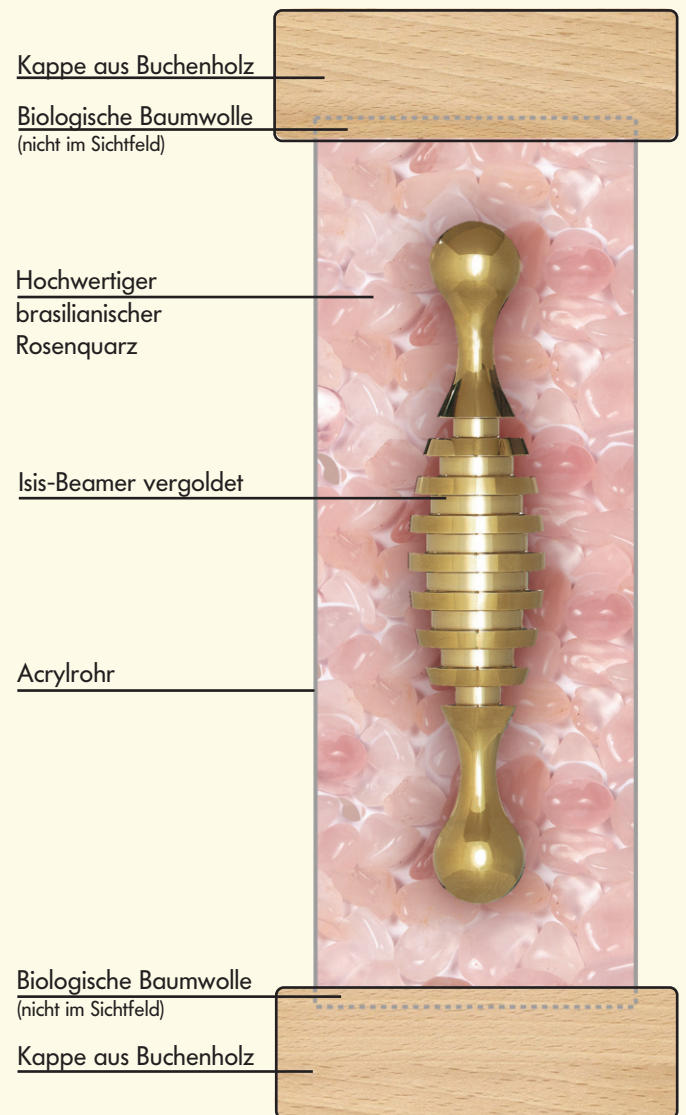 Kappe aus Buchenholz
Biologische Baumwolle
(nicht im Sichtfeld)
Hochwertiger
brasilianischer
Rosenquarz
Isis-Beamer vergoldet
Acrylrohr
Biologische Baumwolle
(nicht im Sichtfeld)
Kappe aus Buchenholz